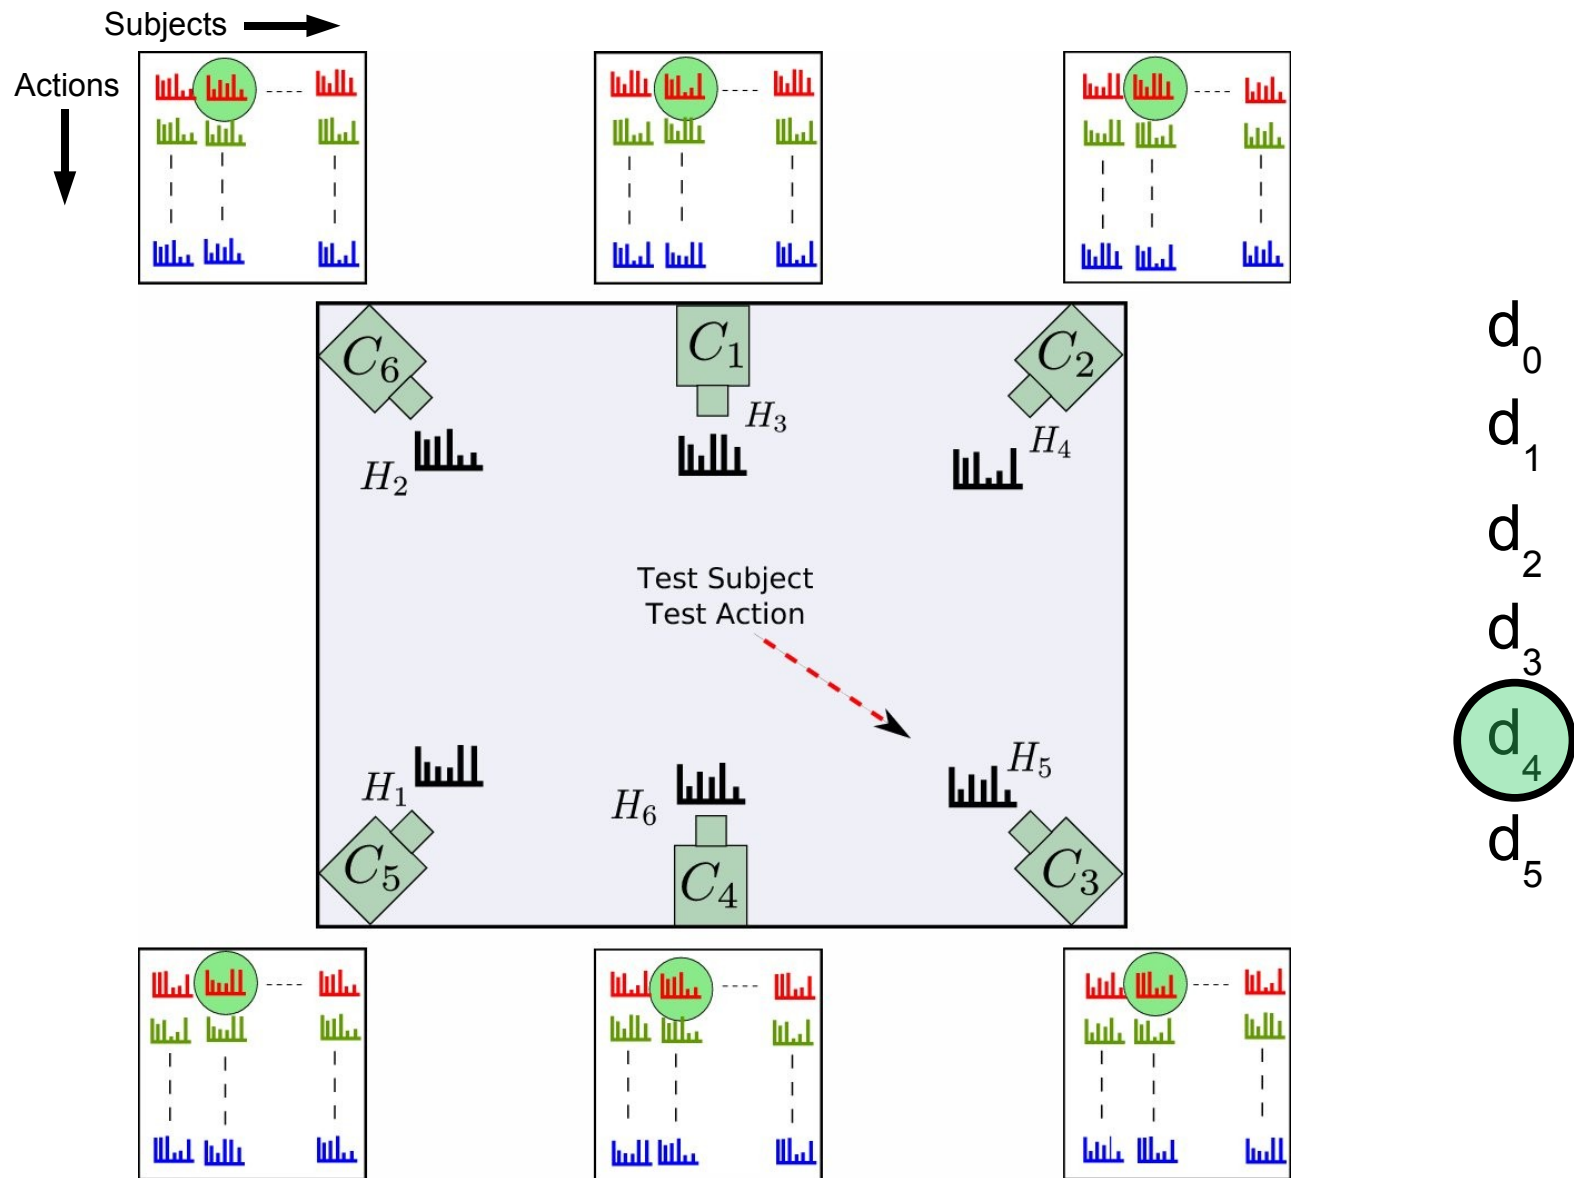 Subjects
Actions
C6
C1
C2
H3
H4
H2
Test Subject
Test Action
H5
H1
H6
C5
C4
C3
d0
d1
d2
d3
d4
d5